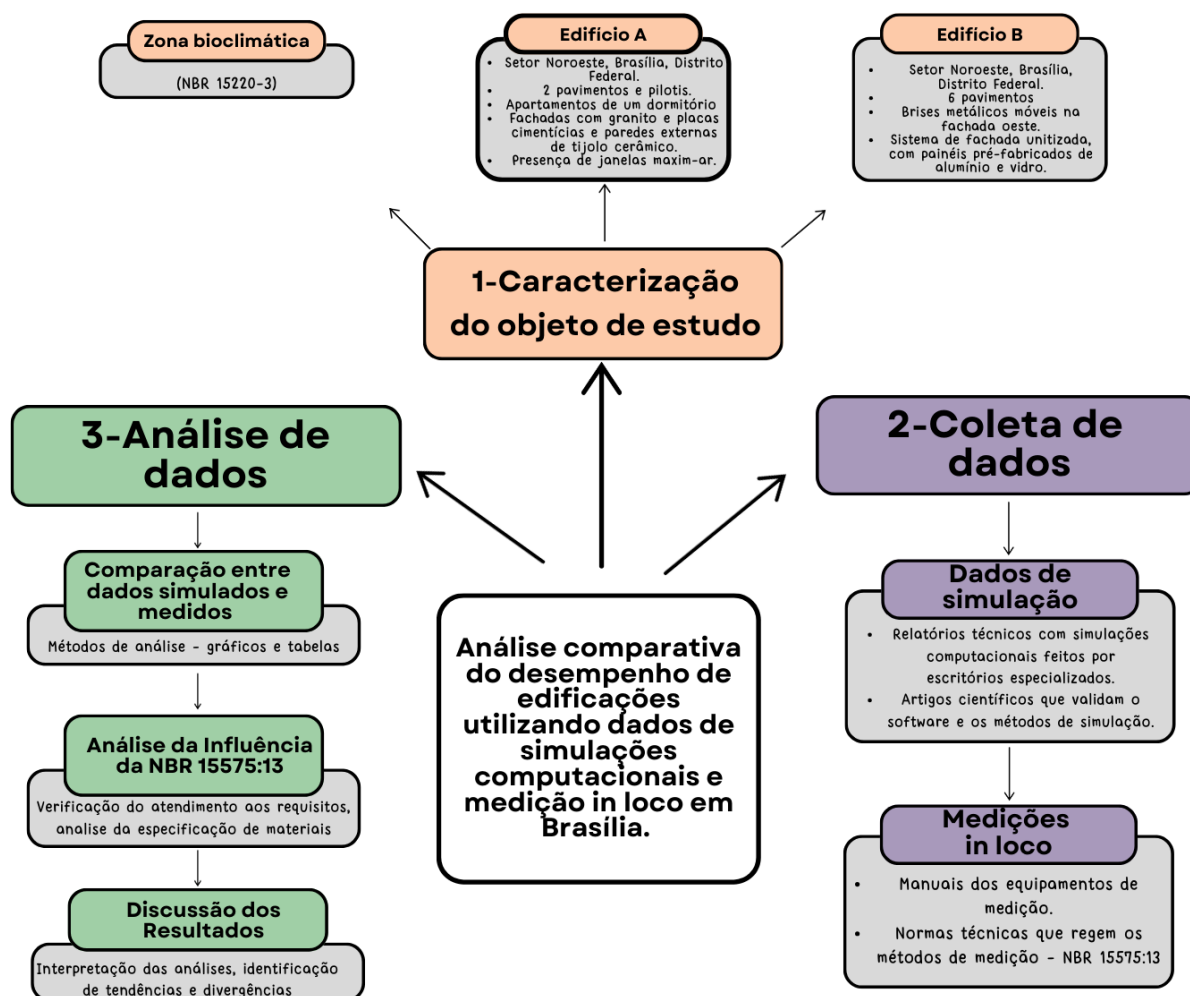 Zona bioclimática
(NBR 15220-3)
Edifício A
• Setor Noroeste, Brasília, Distrito
Federal.
• 2 pavimentos e pilotis.
• Apartamentos de um dormitório
• Fachadas com granito e placas
cimentícias e paredes externas
de tijolo cerâmico.
• Presença de janelas maxim-ar.
Edifício B
• Setor Noroeste, Brasília,
Distrito Federal.
• 6 pavimentos
• Brises metálicos móveis na
fachada oeste.
• Sistema de fachada unitizada,
com painéis pré-fabricados de
alumínio e vidro.
1-Caracterização
do objeto de estudo
3-Análise de
dados
Comparação entre
dados simulados e
medidos
Métodos de análise - gráficos e tabelas
Análise da Influência
da NBR 15575:13
Verificação do atendimento aos requisitos,
analise da especificação de materiais
Discussão dos
Resultados
Interpretação das análises, identificação
de tendências e divergências
Análise comparativa
do desempenho de
edificações
utilizando dados de
simulações
computacionais e
medição in loco em
Brasília.
2-Coleta de
dados
Dados de
simulação
• Relatórios técnicos com simulações
computacionais feitos por
escritórios especializados.
• Artigos científicos que validam o
software e os métodos de simulação.
Medições
in loco
• Manuais dos equipamentos de
medição.
• Normas técnicas que regem os
métodos de medição - NBR 15575:13